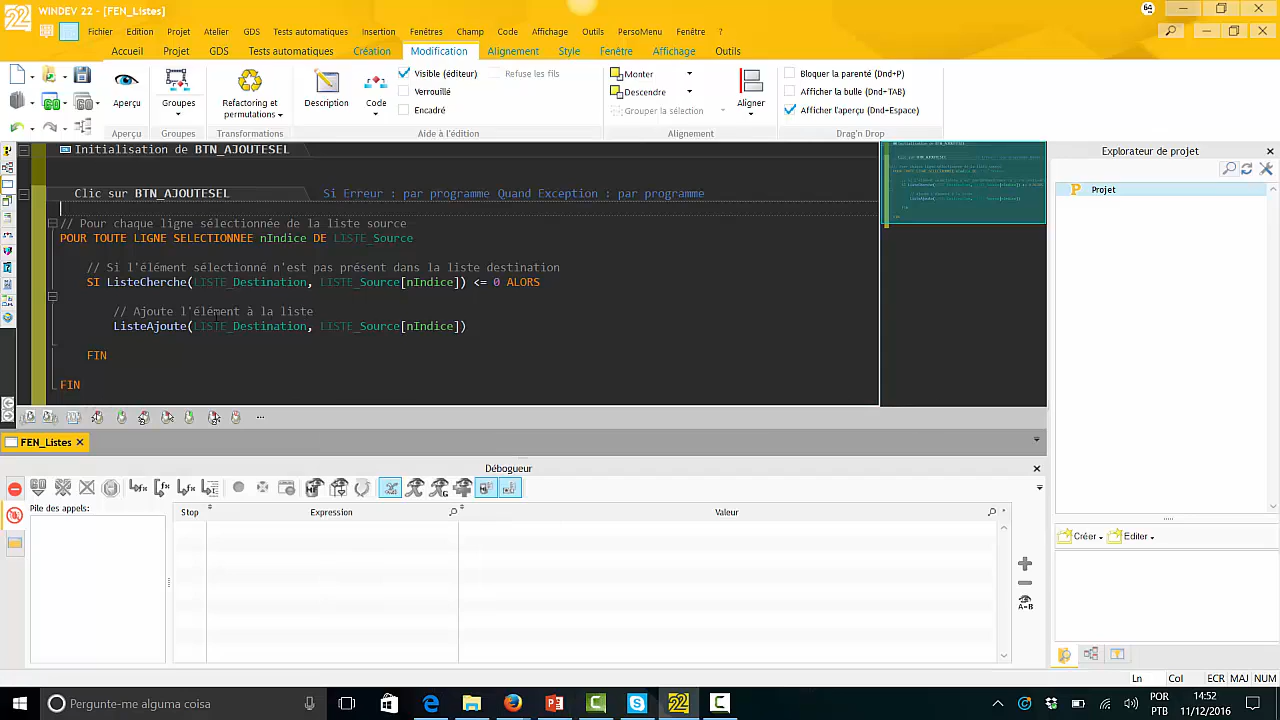 WINDEV 22 - [FEN_Listes]
Fichier Edition Projet Atelier GDS Tests automatiques Insertion Fenêtres Champ Code Affichage Outils PersoMenu Fenêtre ?
Accueil Projet GDS Tests automatiques Création Modification Alignement Style Fenêtre Affichage Outils
Aperçu
Groupes
Refactoring et permutations
Description
Code
Visible (éditeur)
Refuse les fils
Verrouillé
Encadré
Monter
Descendre
Grouper la sélection
Aligner
Bloquer la parenté (Dnd+P)
Afficher la bulle (Dnd+TAB)
Afficher l'aperçu (Dnd+Espace)
Aperçu Groupes Transformations Aide à l'édition Alignement Drag'n Drop
Initialisation de BTN_AJOUTESEL
Clic sur BTN_AJOUTESEL Erreur : par programme Quand Exception : par programme
// Pour chaque ligne sélectionnée de la liste source
POUR TOUTE LIGNE SELECTIONNEE nIndice DE LISTE_Source
// Si l'élément sélectionné n'est pas présent dans la liste destination
SI ListeCherche(LISTE_Destination, LISTE_Source[nIndice]) <= 0 ALORS
// Ajoute l'élément à la liste
ListeAjoute(LISTE_Destination, LISTE_Source[nIndice])
FIN
FIN
Explorateur de projet
Créer Editer
FEN_Listes
Débogueur
Pile des appels:
Stop Expression Valeur
A=B
Ln Col ECR MAJ NUM
Pergunte-me alguma coisa
22
POR
PTB
14:52
11/12/2016